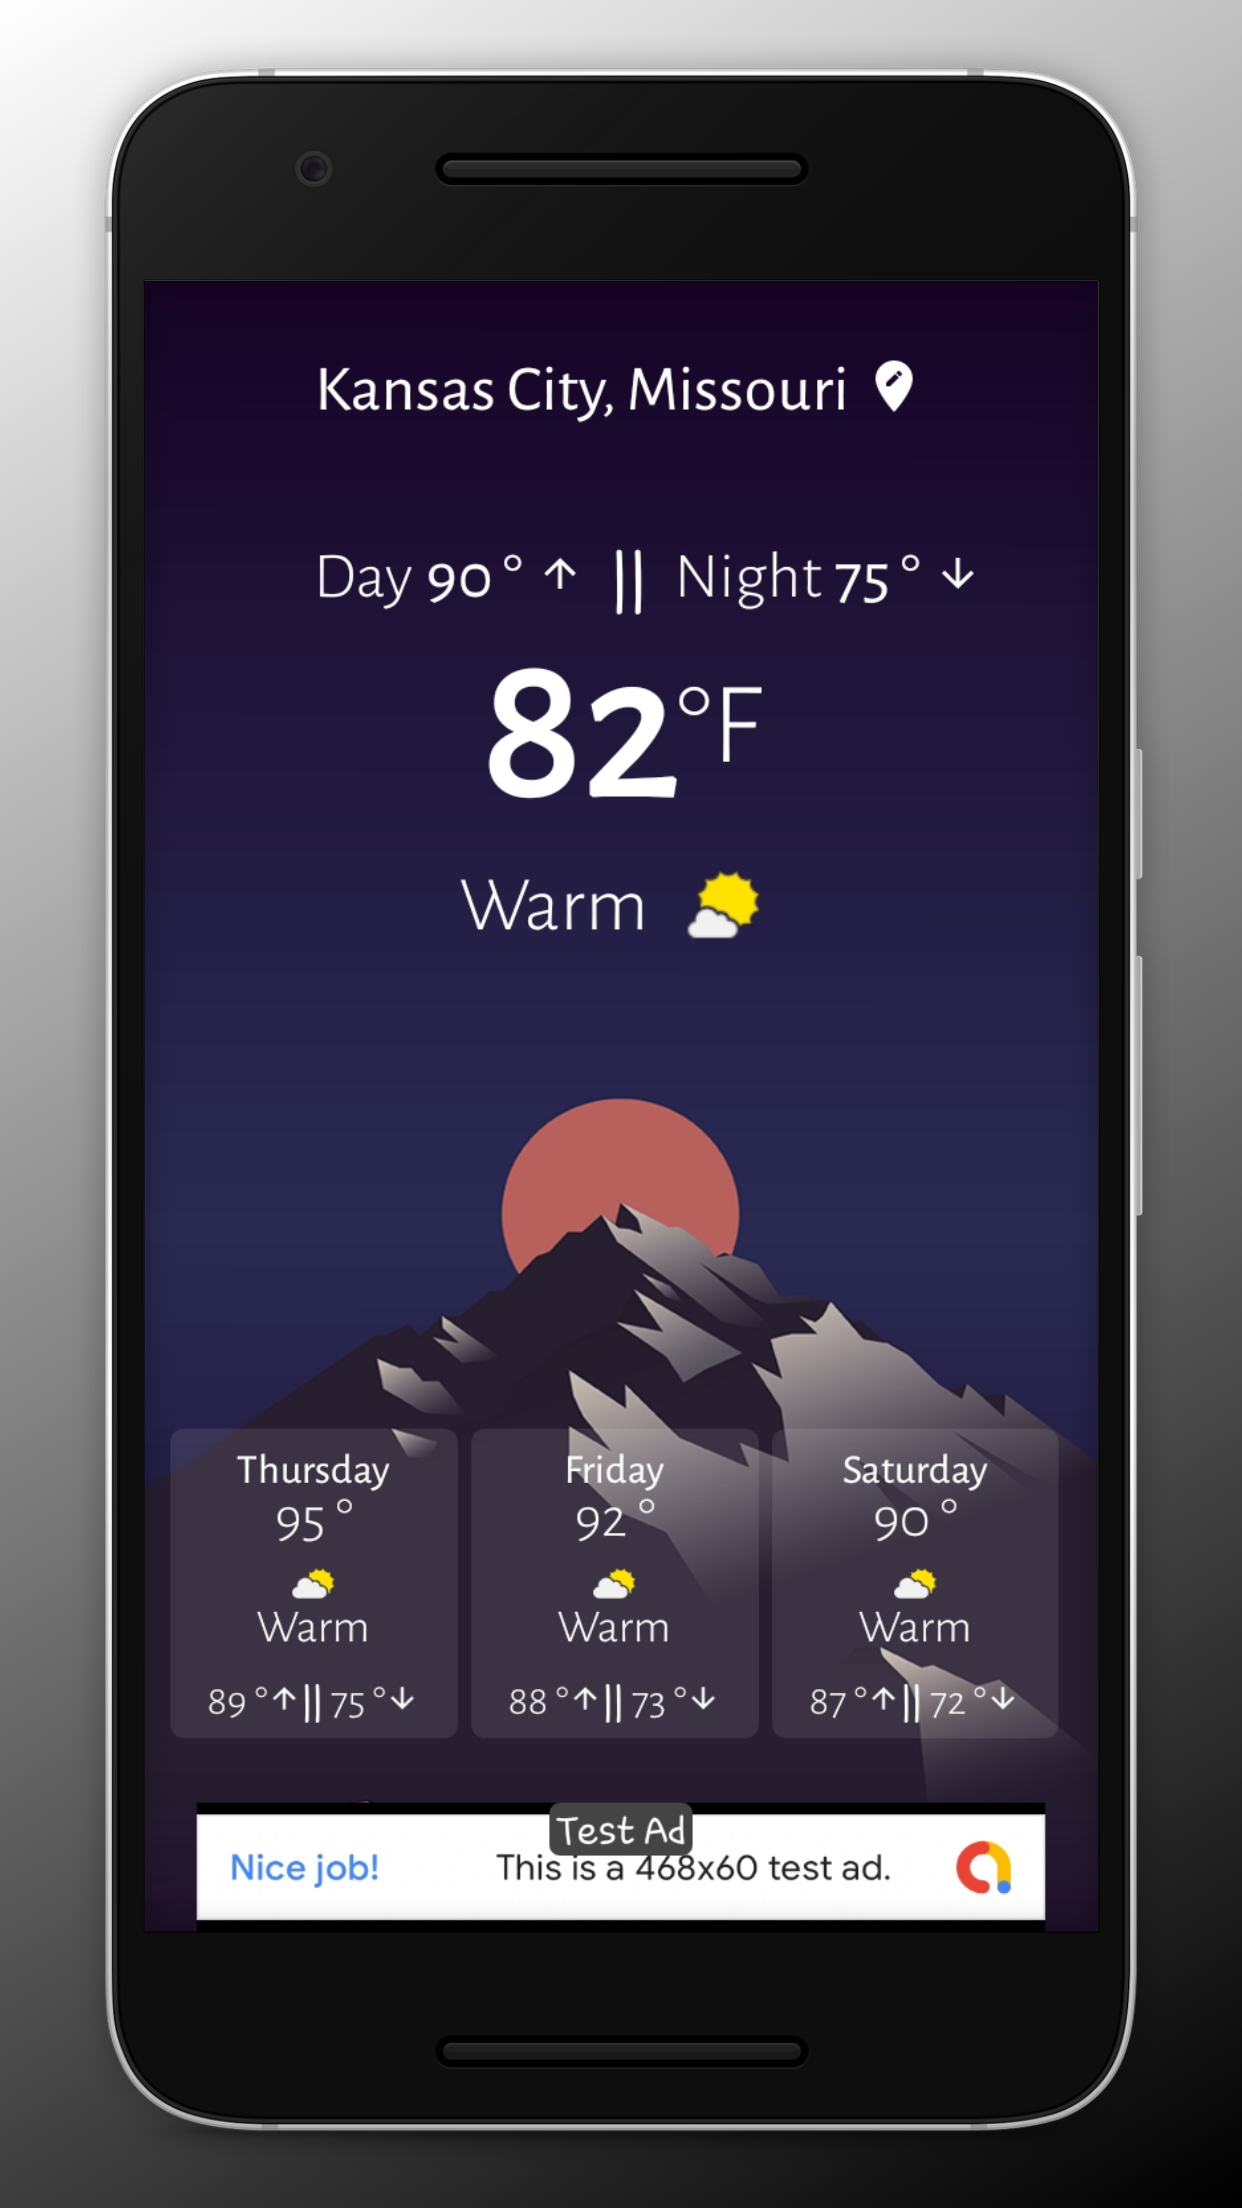 Kansas City, Missouri
Day 90° ↑ || Night 75° ↓
82°F
Warm
Thursday
95°
Warm
89°↑||75°↓
Friday
92°
Warm
88°↑||73°↓
Saturday
90°
Warm
87°↑||72°↓
Test Ad
Nice job! This is a 468x60 test ad.